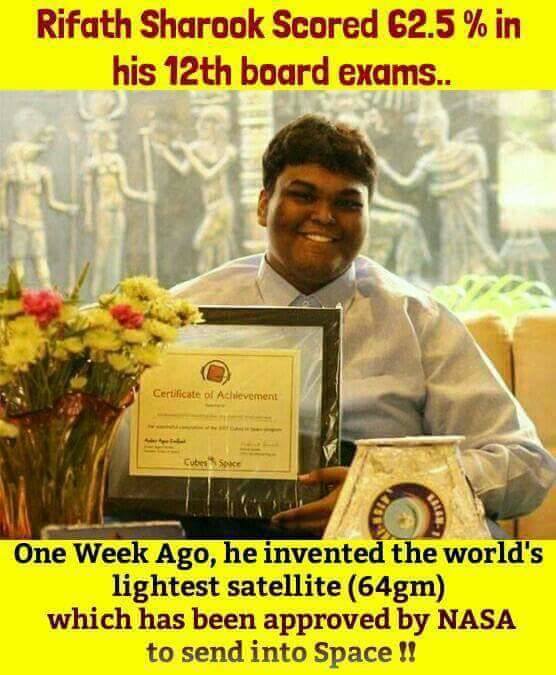 Rifath Sharook Scored 62.5 % in
his 12th board exams..
Certificate of Achievement
Cubes in Space
One Week Ago, he invented the world's
lightest satellite (64gm)
which has been approved by NASA
to send into Space !!